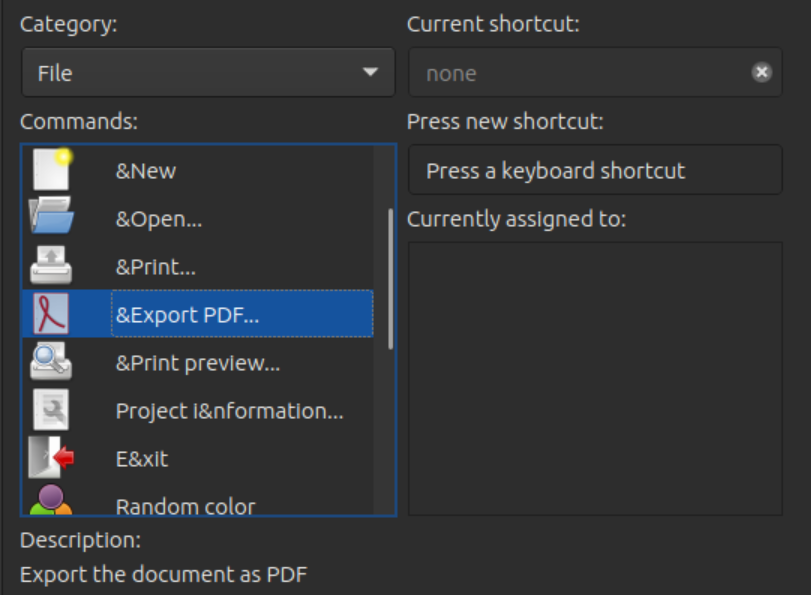 Category:
Current shortcut:
File
none
Commands:
Press new shortcut:
&New
Press a keyboard shortcut
&Open...
Currently assigned to:
&Print...
&Export PDF...
&Print preview...
Project i&nformation...
E&xit
Random color
Description:
Export the document as PDF